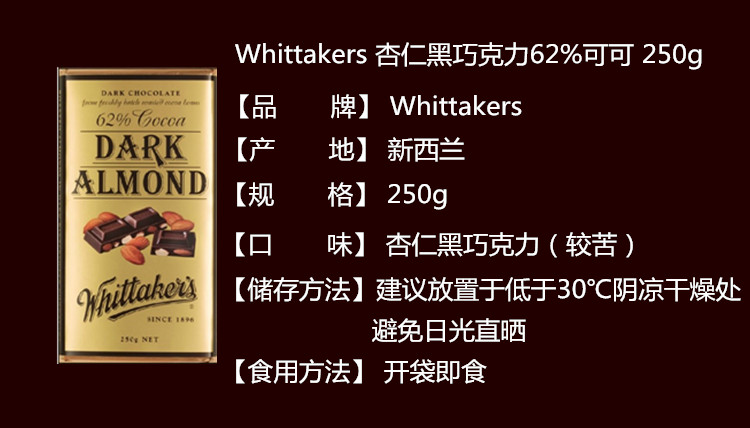 Whittakers 杏仁黑巧克力62%可可 250g
【品 牌】 Whittakers
【产 地】 新西兰
【规 格】 250g
【口 味】 杏仁黑巧克力（较苦）
【储存方法】建议放置于低于30℃阴凉干燥处
避免日光直晒
【食用方法】 开袋即食
DARK CHOCOLATE
from freshly batch roasted cocoa beans
62% Cocoa
DARK
ALMOND
Whittaker's
SINCE 1896
250g NET